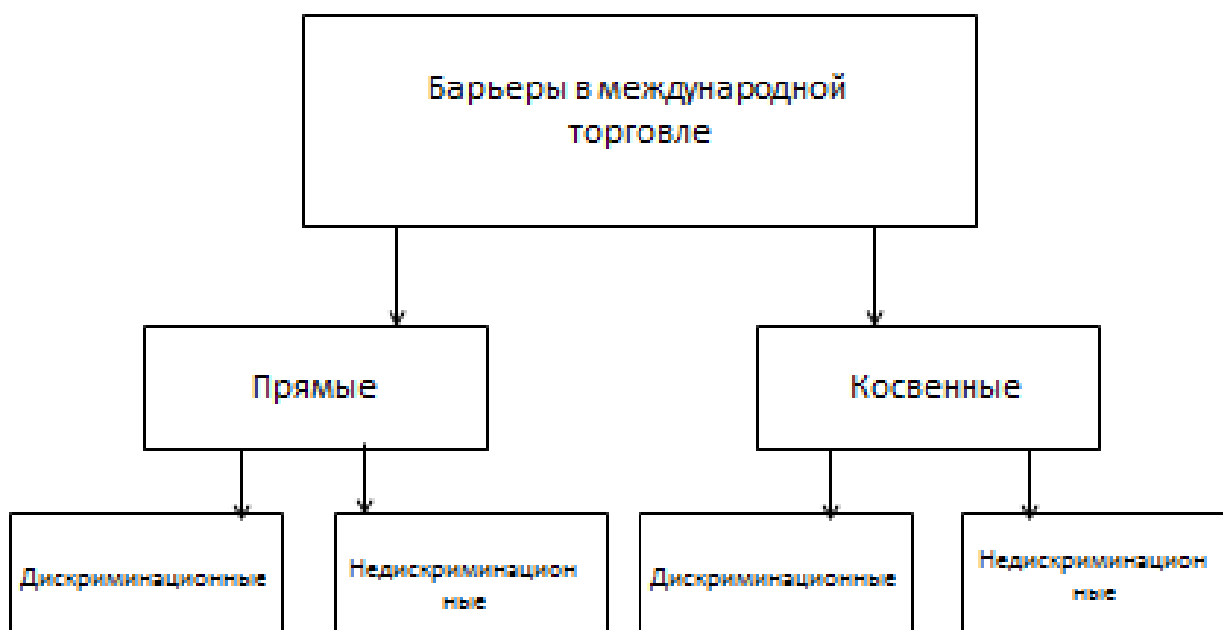 Барьеры в международной
торговле
Прямые
Косвенные
Дискриминационные
Недискриминацион
ные
Дискриминационные
Недискриминацион
ные